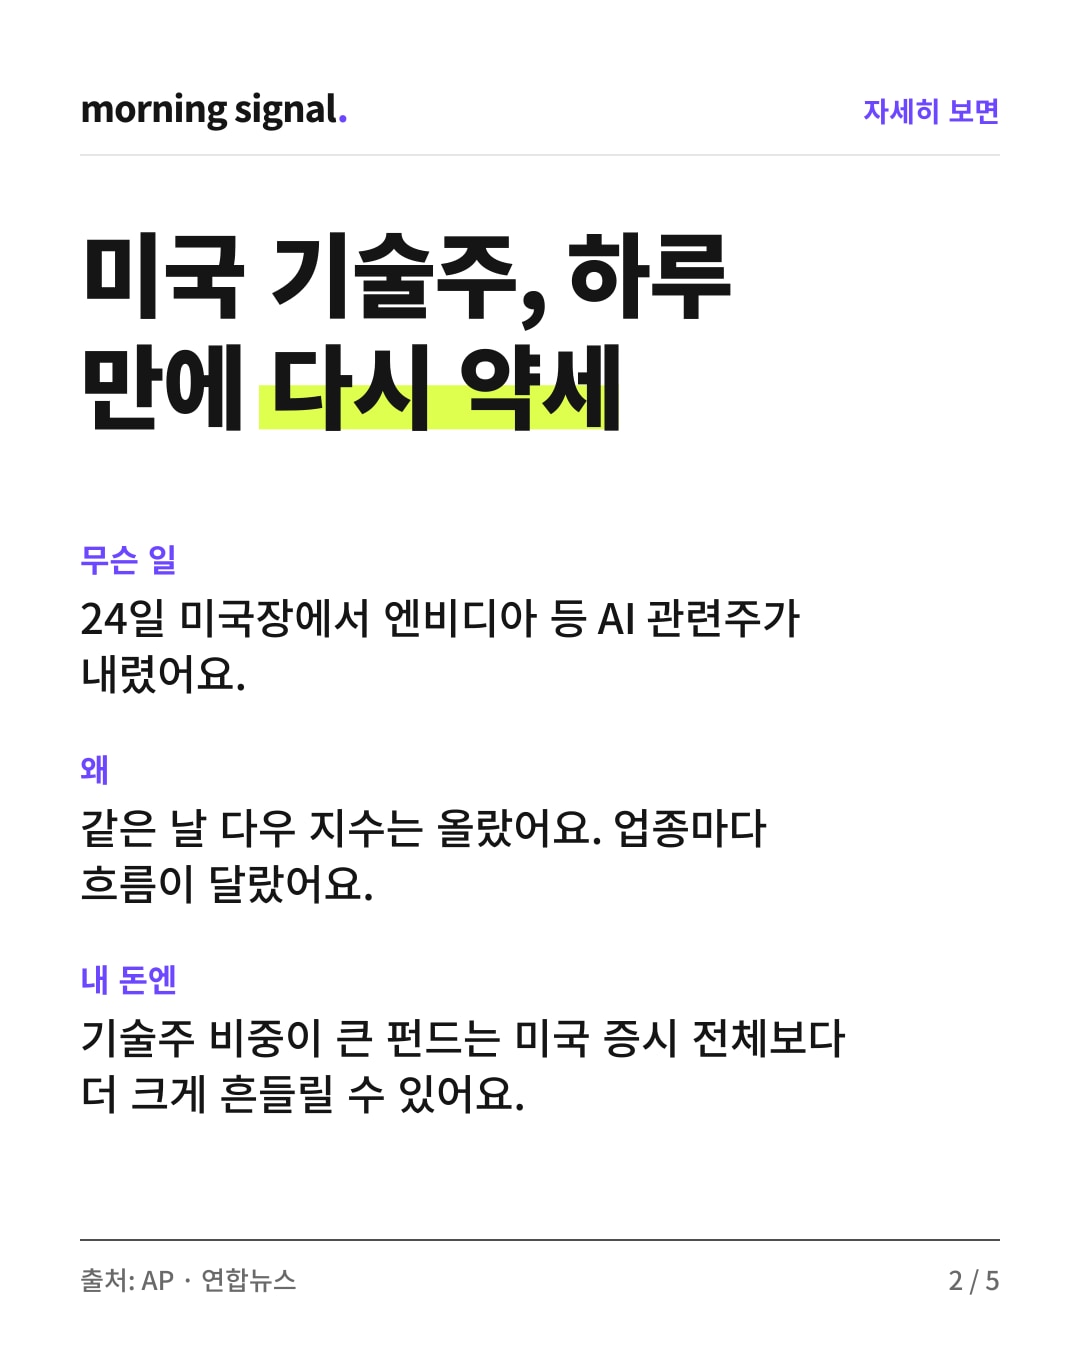 morning signal.
자세히 보면
미국 기술주, 하루
만에 다시 약세
무슨 일
24일 미국장에서 엔비디아 등 AI 관련주가
내렸어요.
왜
같은 날 다우 지수는 올랐어요. 업종마다
흐름이 달랐어요.
내 돈엔
기술주 비중이 큰 펀드는 미국 증시 전체보다
더 크게 흔들릴 수 있어요.
출처: AP · 연합뉴스
2 / 5